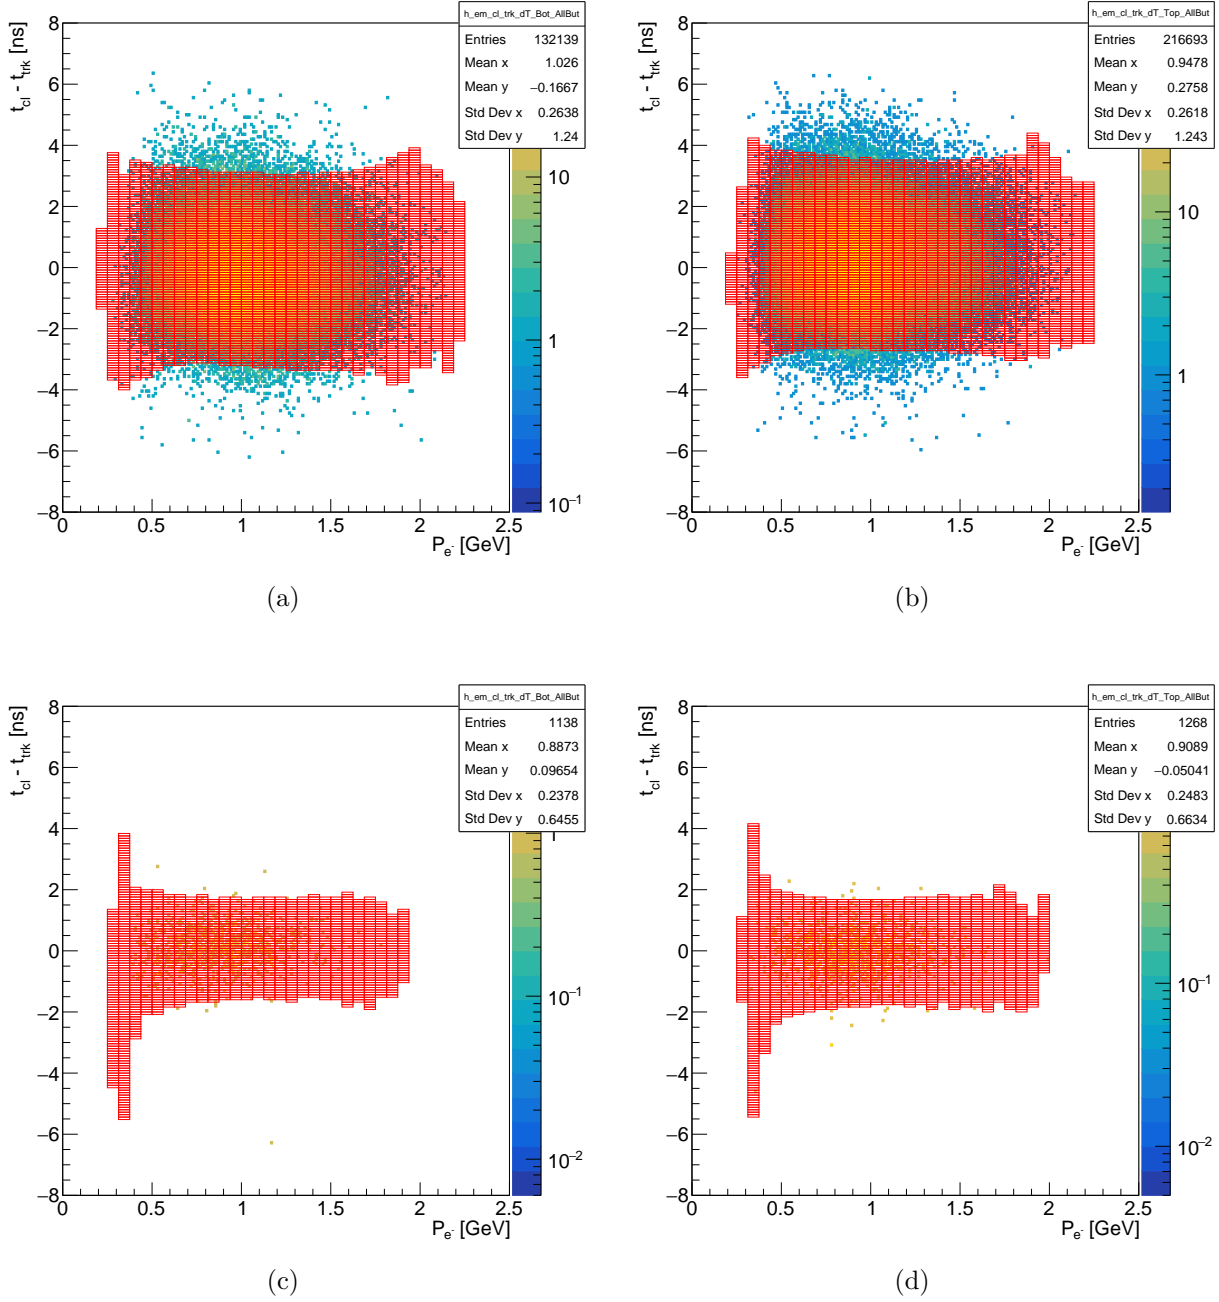 h_em_cl_trk_dT_Bot_AllBut
Entries 132139
Mean x 1.026
Mean y −0.1667
Std Dev x 0.2638
Std Dev y 1.24
t_cl - t_trk [ns]
8
6
4
2
0
−2
−4
−6
−8
0 0.5 1 1.5 2 2.5
P_e- [GeV]
10
1
10^−1
(a)
h_em_cl_trk_dT_Top_AllBut
Entries 216693
Mean x 0.9478
Mean y 0.2758
Std Dev x 0.2618
Std Dev y 1.243
t_cl - t_trk [ns]
8
6
4
2
0
−2
−4
−6
−8
0 0.5 1 1.5 2 2.5
P_e- [GeV]
10
1
(b)
h_em_cl_trk_dT_Bot_AllBut
Entries 1138
Mean x 0.8873
Mean y 0.09654
Std Dev x 0.2378
Std Dev y 0.6455
t_cl - t_trk [ns]
8
6
4
2
0
−2
−4
−6
−8
0 0.5 1 1.5 2 2.5
P_e- [GeV]
10^−1
10^−2
(c)
h_em_cl_trk_dT_Top_AllBut
Entries 1268
Mean x 0.9089
Mean y −0.05041
Std Dev x 0.2483
Std Dev y 0.6634
t_cl - t_trk [ns]
8
6
4
2
0
−2
−4
−6
−8
0 0.5 1 1.5 2 2.5
P_e- [GeV]
10^−1
10^−2
(d)